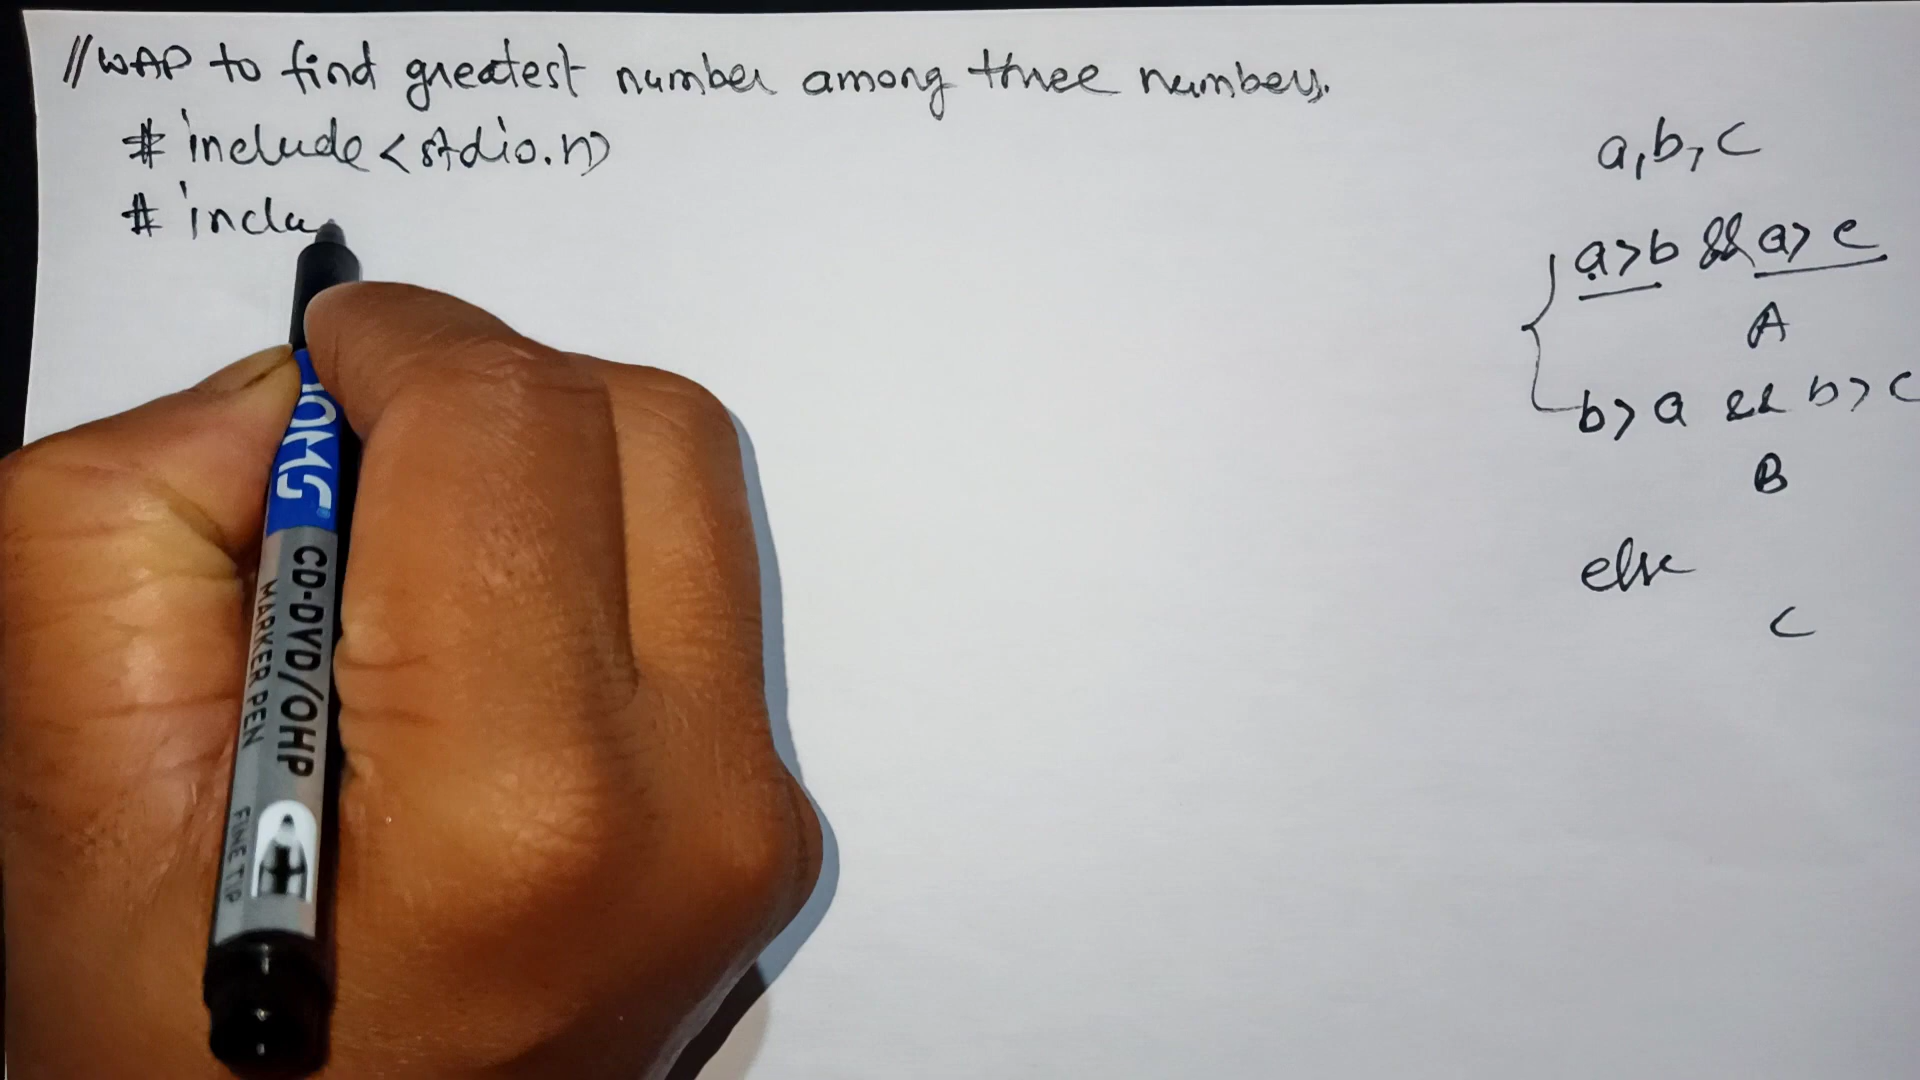 //WAP to find greatest number among three numbers.
# include <stdio.h>
# inclu
a,b,c
a>b && a>c
A
b>a && b>c
B
else
C
OMG
CD-DVD/OHP
MARKER PEN
FINE TIP